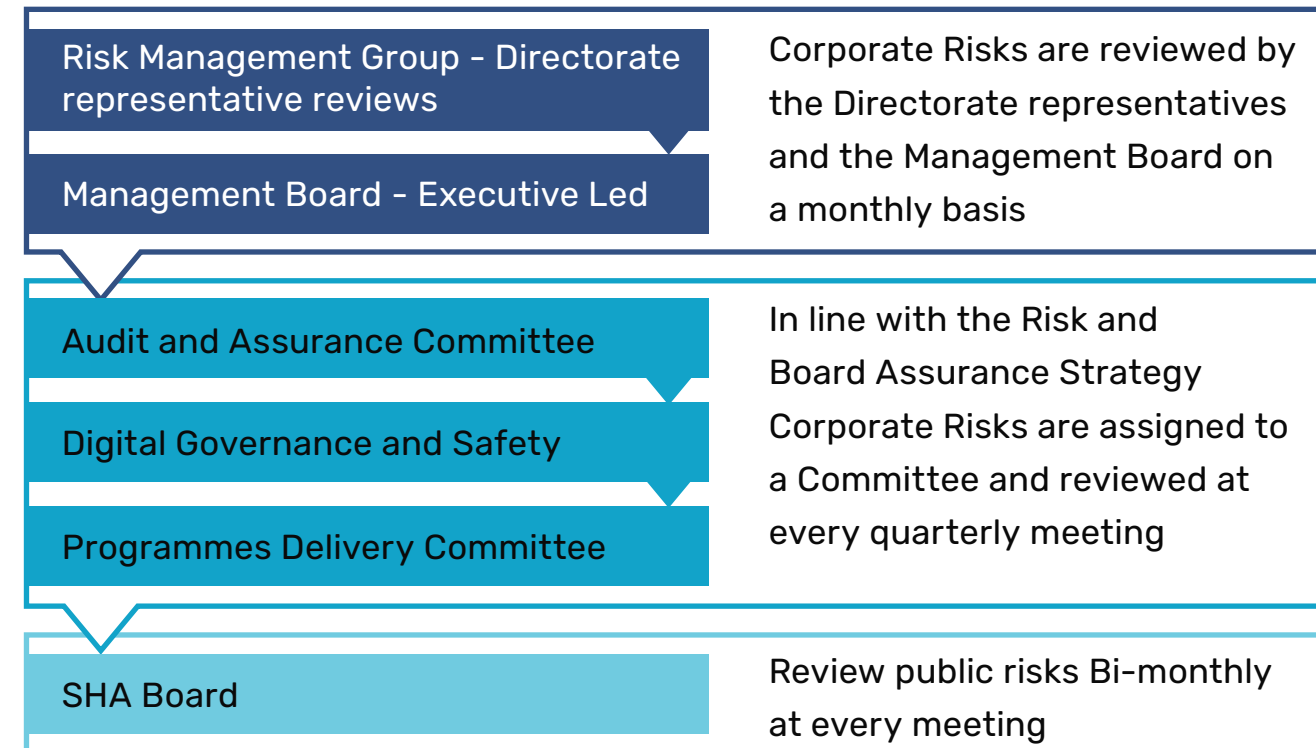 Risk Management Group - Directorate
representative reviews
Management Board - Executive Led
Corporate Risks are reviewed by
the Directorate representatives
and the Management Board on
a monthly basis
Audit and Assurance Committee
Digital Governance and Safety
Programmes Delivery Committee
In line with the Risk and
Board Assurance Strategy
Corporate Risks are assigned to
a Committee and reviewed at
every quarterly meeting
SHA Board
Review public risks Bi-monthly
at every meeting